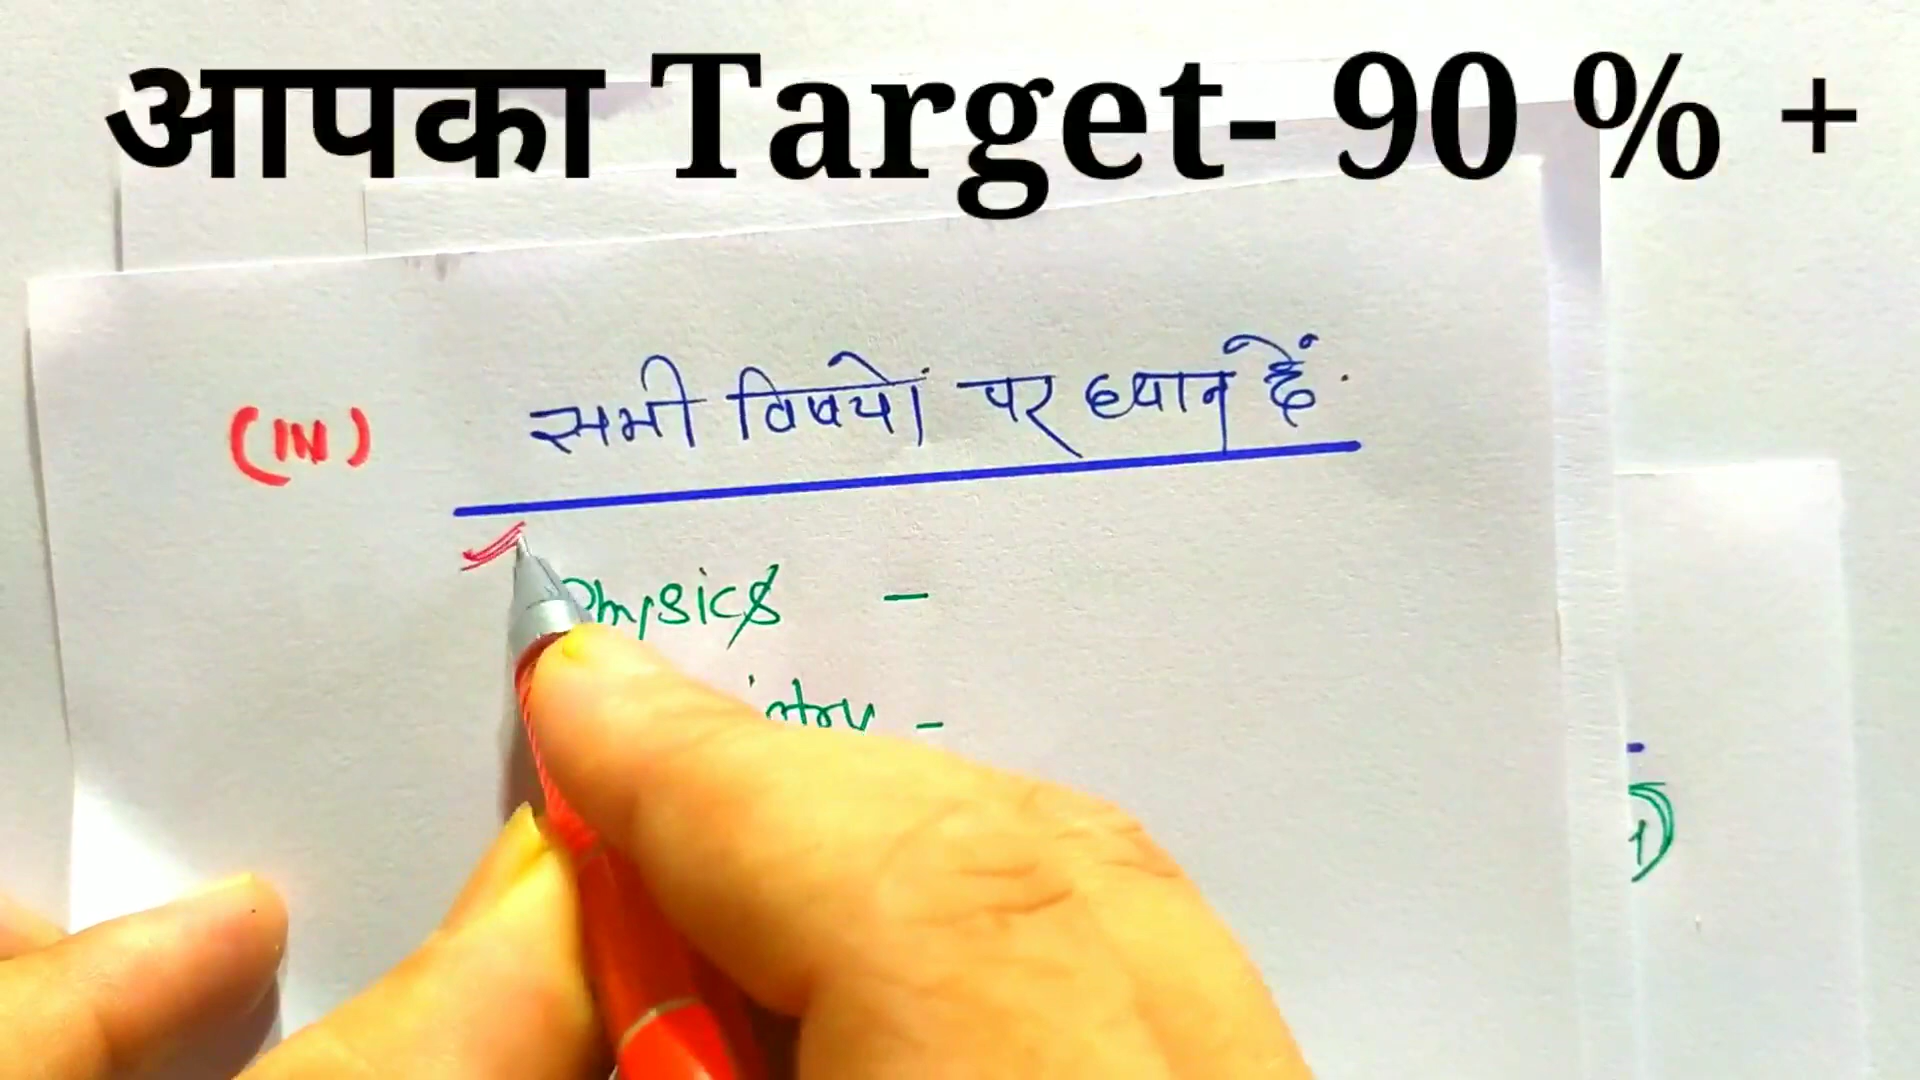 आपका Target- 90 % +
(IV) सभी विषयों पर ध्यान दें.
Physics -
-